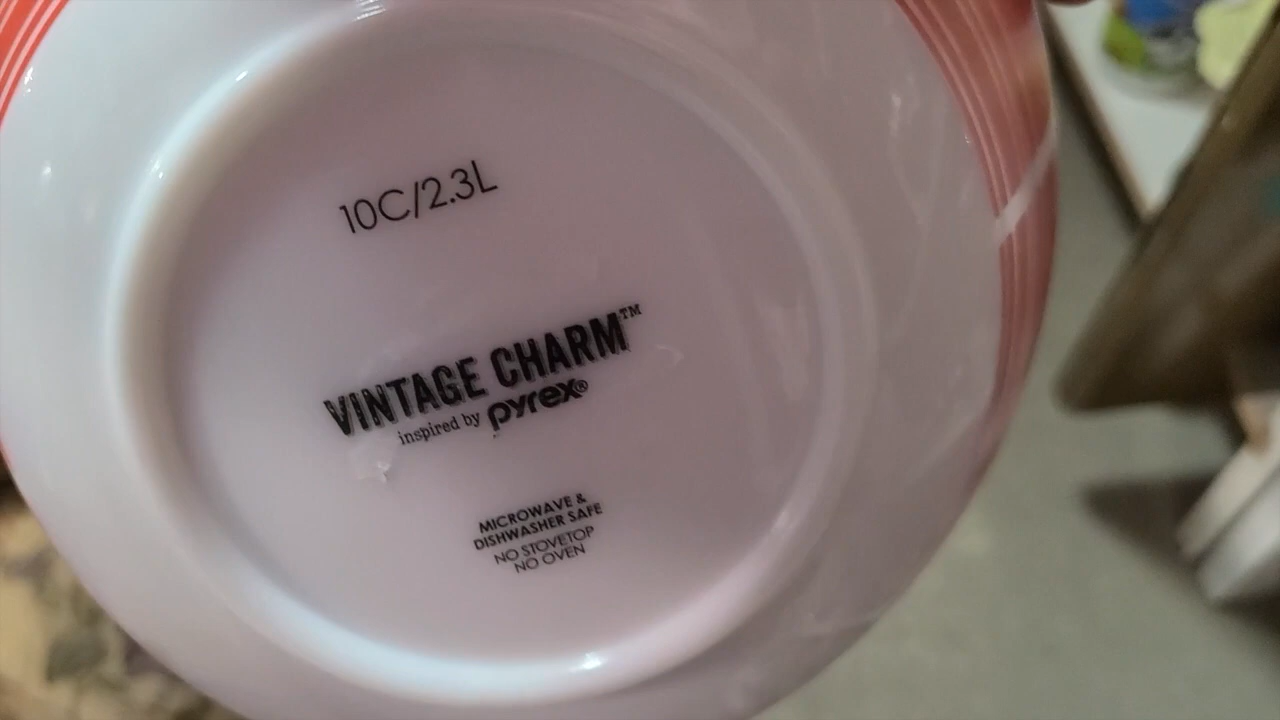 10C/2.3L
VINTAGE CHARM™
inspired by pyrex®
MICROWAVE &
DISHWASHER SAFE
NO STOVETOP
NO OVEN